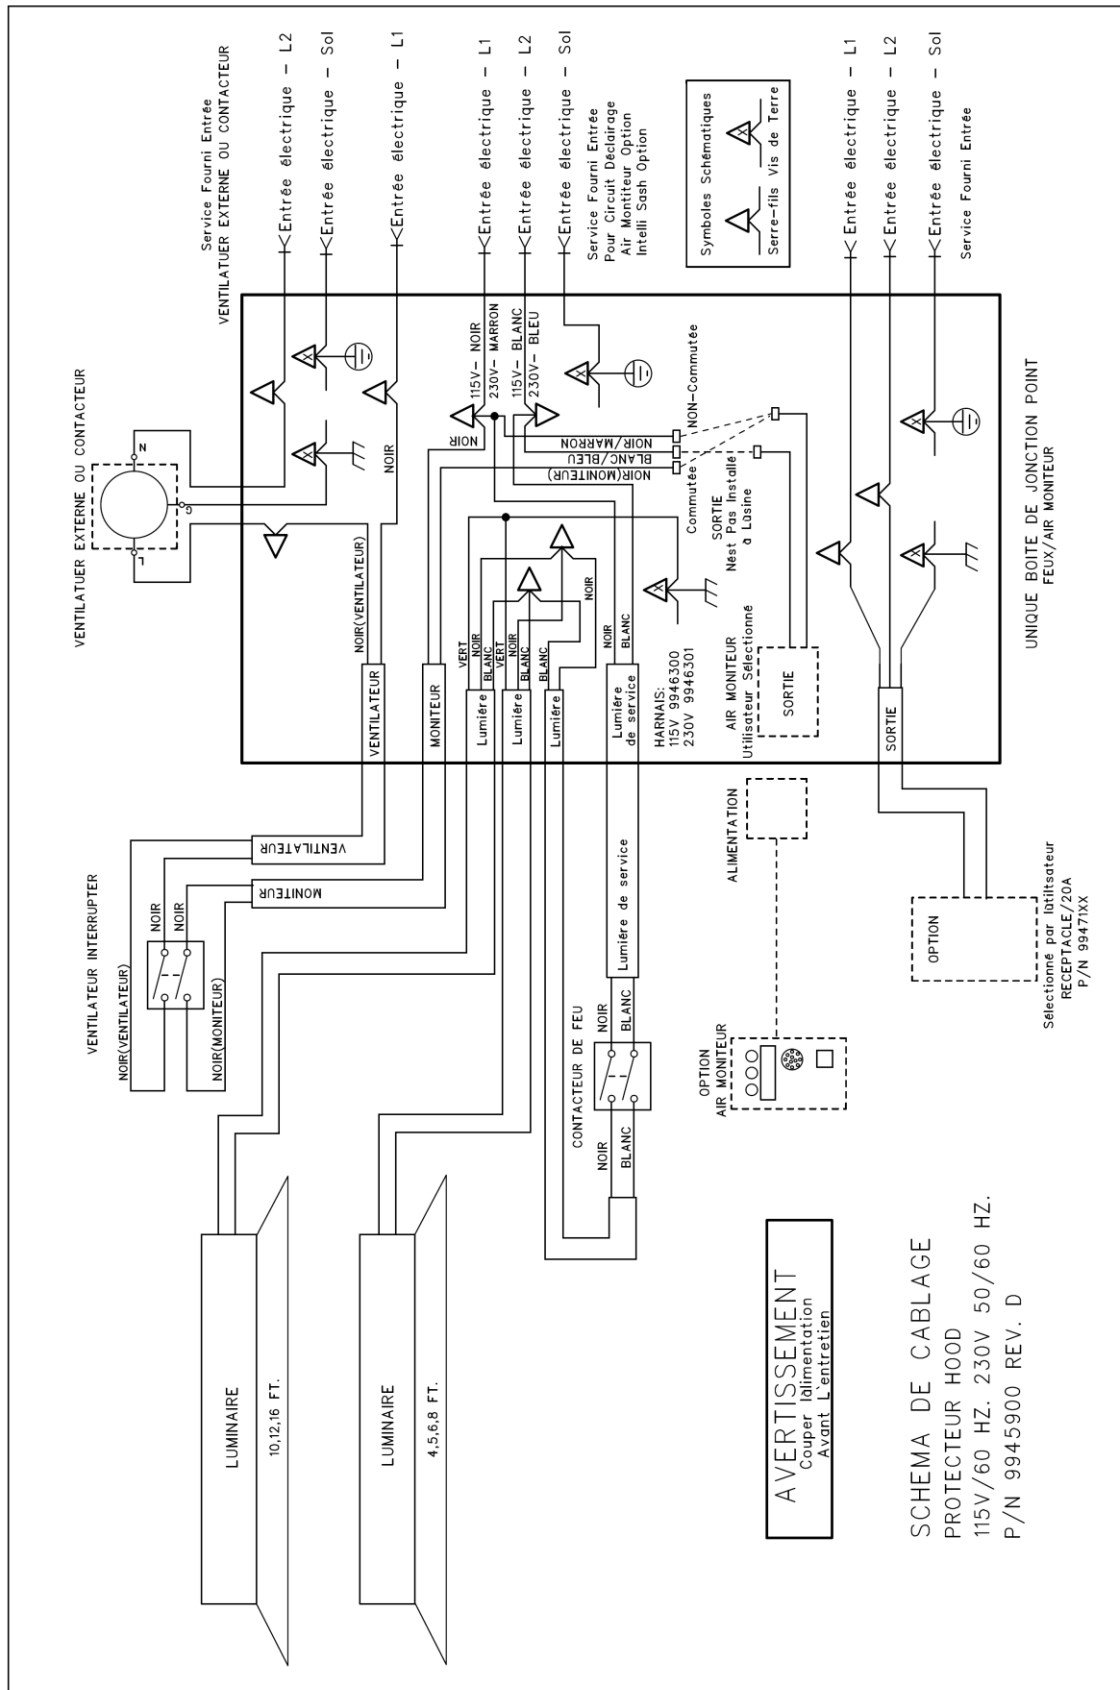 Service Fourni Entrée
VENTILATUER EXTERNE OU CONTACTEUR
Entrée électrique - L2
Entrée électrique - Sol
Entrée électrique - L1
Entrée électrique - L1
Entrée électrique - L2
Entrée électrique - Sol
Service Fourni Entrée
Pour Circuit Déclairage
Air Montiteur Option
Intelli Sash Option
Symboles Schématiques
X
Serre-fils
Vis de Terre
Entrée électrique - L1
Entrée électrique - L2
Entrée électrique - Sol
Service Fourni Entrée
VENTILATUER EXTERNE OU CONTACTEUR
N
G
L
X
X
NOIR
NOIR(VENTILATEUR)
115V- NOIR
230V- MARRON
115V- BLANC
230V- BLEU
NOIR
X
NOIR/MARRON
BLANC/BLEU
NOIR(MONITEUR)
NON-Commutée
Commutée
SORTIE
Nést Pas Installé
à Lúsine
VERT
NOIR
BLANC
VERT
NOIR
BLANC
BLANC
NOIR
NOIR
BLANC
X
VENTILATEUR
MONITEUR
Lumiére
Lumiére
Lumiére
Lumiére
de service
HARNAIS:
115V 9946300
230V 9946301
AIR MONITEUR
Utilisateur Sélectionné
SORTIE
X
X
SORTIE
UNIQUE BOITE DE JONCTION POINT
FEUX/AIR MONITEUR
VENTILATEUR INTERRUPTER
VENTILATEUR
MONITEUR
NOIR
NOIR
NOIR(VENTILATEUR)
NOIR(MONITEUR)
CONTACTEUR DE FEU
Lumiére de service
NOIR
BLANC
NOIR
BLANC
ALIMENTATION
OPTION
AIR MONITEUR
OPTION
Sélectionné par lútiltsateur
RECEPTACLE/20A
P/N 99471XX
LUMINAIRE
10,12,16 FT.
LUMINAIRE
4,5,6,8 FT.
AVERTISSEMENT
Couper lálimentation
Avant L'entretien
SCHEMA DE CABLAGE
PROTECTEUR HOOD
115V/60 HZ. 230V 50/60 HZ.
P/N 9945900 REV. D